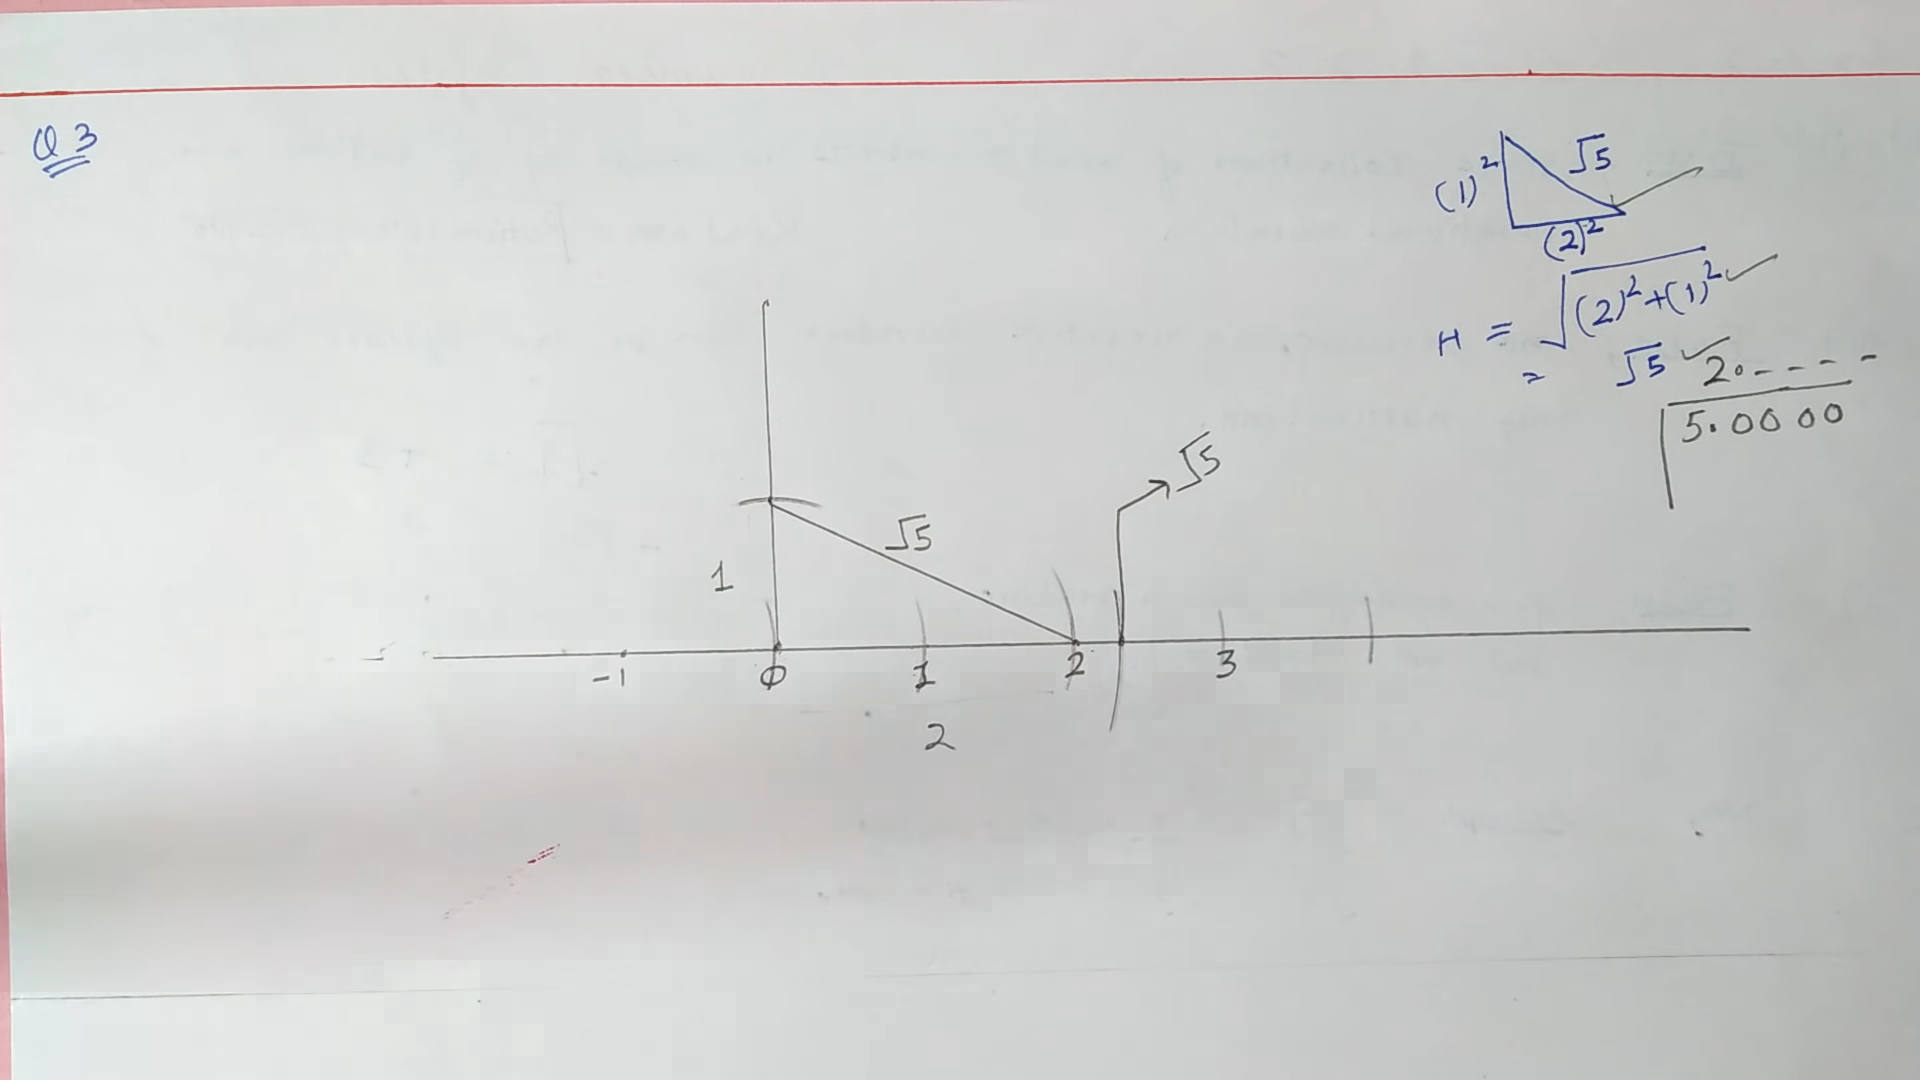 Q 3
(1)² √5
(2)²
H = √(2)²+(1)²
= √5 2.----
5.0000
√5
√5
1
-1 0 1 2 3
2